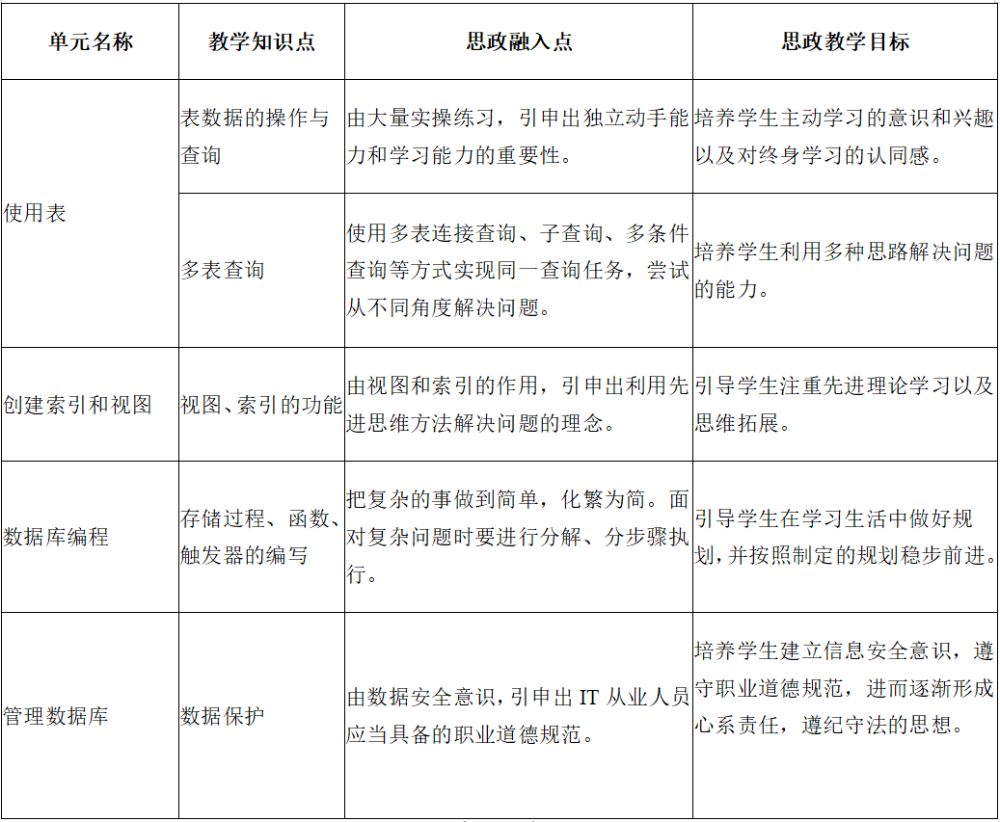 单元名称
教学知识点
思政融入点
思政教学目标
使用表
表数据的操作与
查询
由大量实操练习，引申出独立动手能
力和学习能力的重要性。
培养学生主动学习的意识和兴趣
以及对终身学习的认同感。
多表查询
使用多表连接查询、子查询、多条件
查询等方式实现同一查询任务，尝试
从不同角度解决问题。
培养学生利用多种思路解决问题
的能力。
创建索引和视图
视图、索引的功能
由视图和索引的作用，引申出利用先
进思维方法解决问题的理念。
引导学生注重先进理论学习以及
思维拓展。
数据库编程
存储过程、函数、
触发器的编写
把复杂的事做到简单，化繁为简。面
对复杂问题时要进行分解、分步骤执
行。
引导学生在学习生活中做好规
划，并按照制定的规划稳步前进。
管理数据库
数据保护
由数据安全意识，引申出 IT 从业人员
应当具备的职业道德规范。
培养学生建立信息安全意识，遵
守职业道德规范，进而逐渐形成
心系责任，遵纪守法的思想。